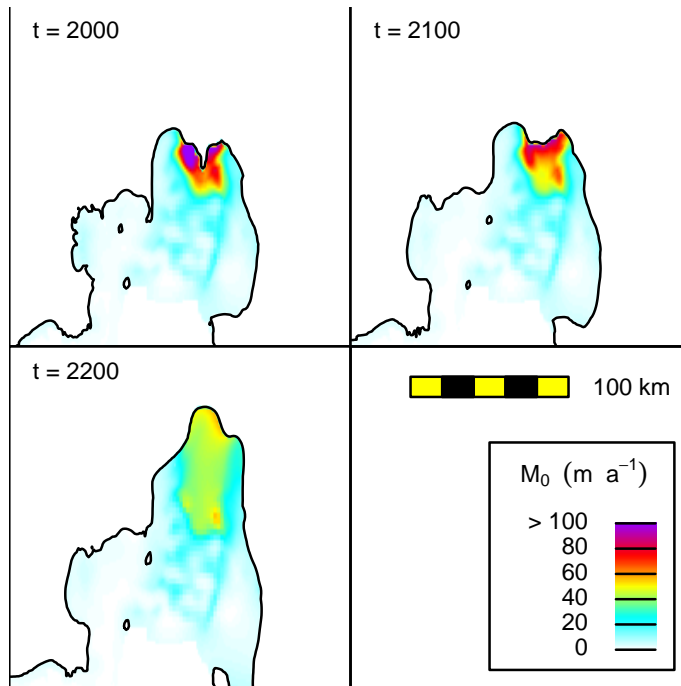 t = 2000
t = 2100
t = 2200
100 km
M₀ (m a⁻¹)
> 100
80
60
40
20
0